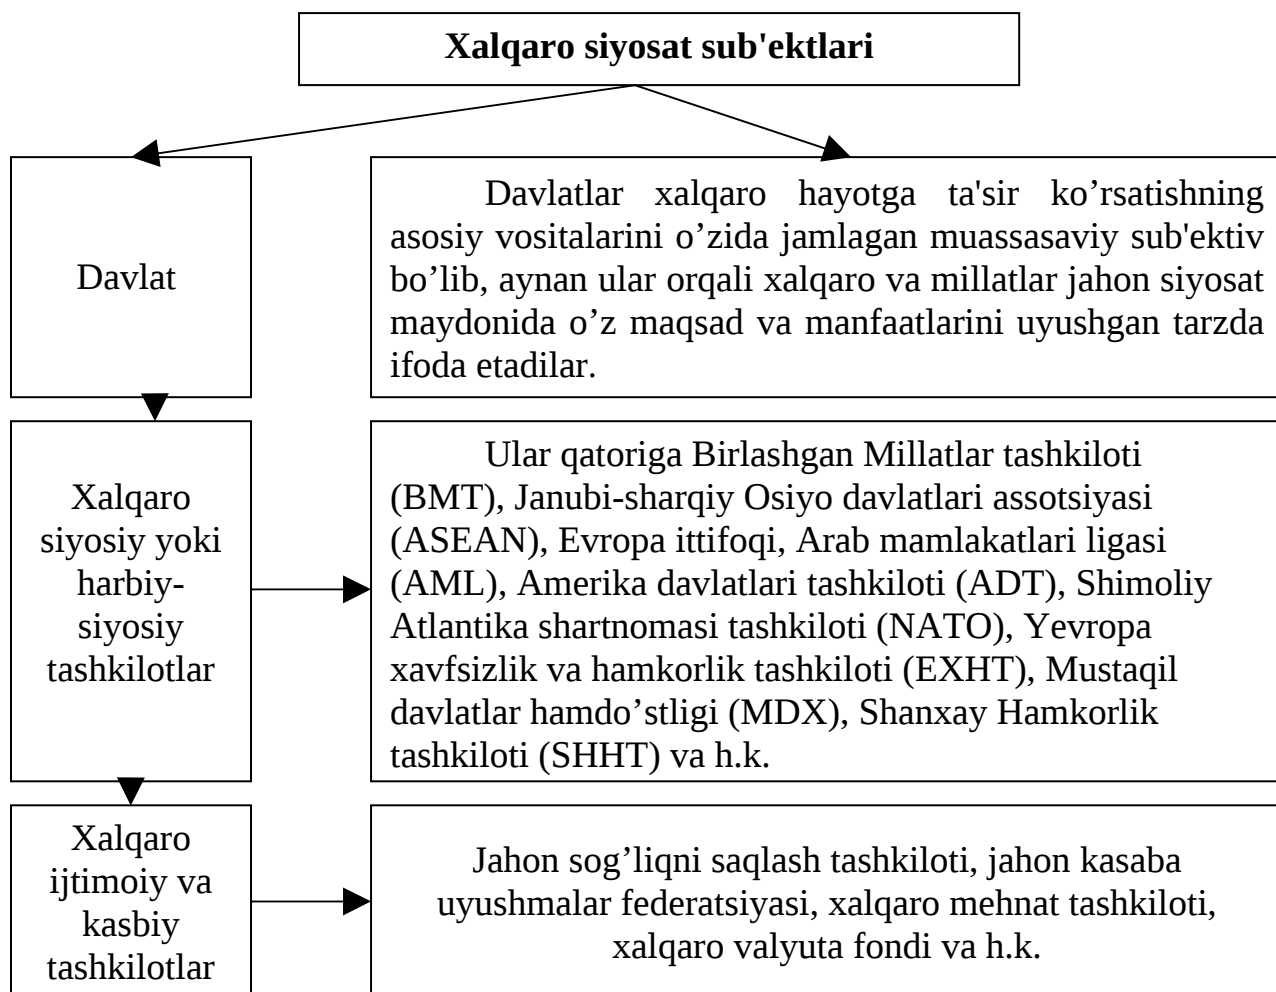 Xalqaro siyosat sub'ektlari
Davlat
Davlatlar xalqaro hayotga ta'sir ko’rsatishning
asosiy vositalarini o’zida jamlagan muassasaviy sub'ektiv
bo’lib, aynan ular orqali xalqaro va millatlar jahon siyosat
maydonida o’z maqsad va manfaatlarini uyushgan tarzda
ifoda etadilar.
Xalqaro
siyosiy yoki
harbiy-
siyosiy
tashkilotlar
Ular qatoriga Birlashgan Millatlar tashkiloti
(BMT), Janubi-sharqiy Osiyo davlatlari assotsiyasi
(ASEAN), Evropa ittifoqi, Arab mamlakatlari ligasi
(AML), Amerika davlatlari tashkiloti (ADT), Shimoliy
Atlantika shartnomasi tashkiloti (NATO), Yevropa
xavfsizlik va hamkorlik tashkiloti (EXHT), Mustaqil
davlatlar hamdo’stligi (MDX), Shanxay Hamkorlik
tashkiloti (SHHT) va h.k.
Xalqaro
ijtimoiy va
kasbiy
tashkilotlar
Jahon sog’liqni saqlash tashkiloti, jahon kasaba
uyushmalar federatsiyasi, xalqaro mehnat tashkiloti,
xalqaro valyuta fondi va h.k.